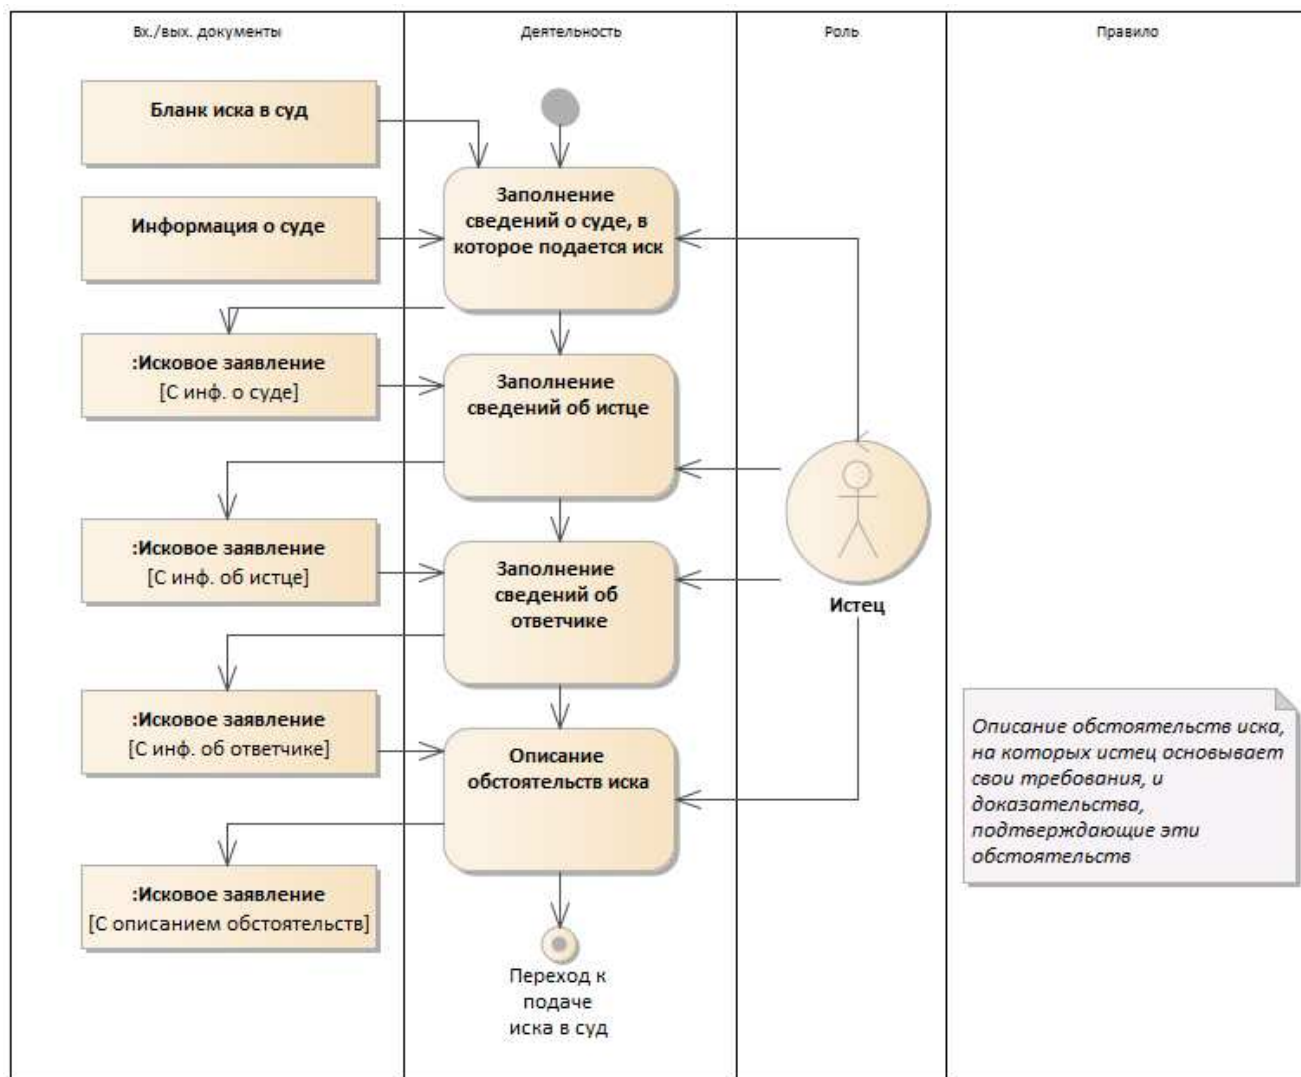 Вх./вых. документы
Деятельность
Роль
Правило
Бланк иска в суд
Информация о суде
:Исковое заявление
[С инф. о суде]
:Исковое заявление
[С инф. об истце]
:Исковое заявление
[С инф. об ответчике]
:Исковое заявление
[С описанием обстоятельств]
Заполнение
сведений о суде, в
которое подается иск
Заполнение
сведений об истце
Заполнение
сведений об
ответчике
Описание
обстоятельств иска
Переход к
подаче
иска в суд
Истец
Описание обстоятельств иска,
на которых истец основывает
свои требования, и
доказательства,
подтверждающие эти
обстоятельств